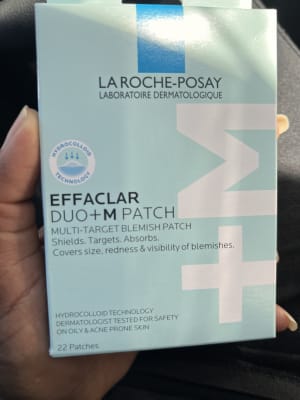 LA ROCHE-POSAY
LABORATOIRE DERMATOLOGIQUE
HYDROCOLLOID
TECHNOLOGY
EFFACLAR
DUO+M PATCH
MULTI-TARGET BLEMISH PATCH
Shields. Targets. Absorbs.
Covers size, redness & visibility of blemishes.
+M
HYDROCOLLOID TECHNOLOGY
DERMATOLOGIST TESTED FOR SAFETY
ON OILY & ACNE PRONE SKIN
22 Patches